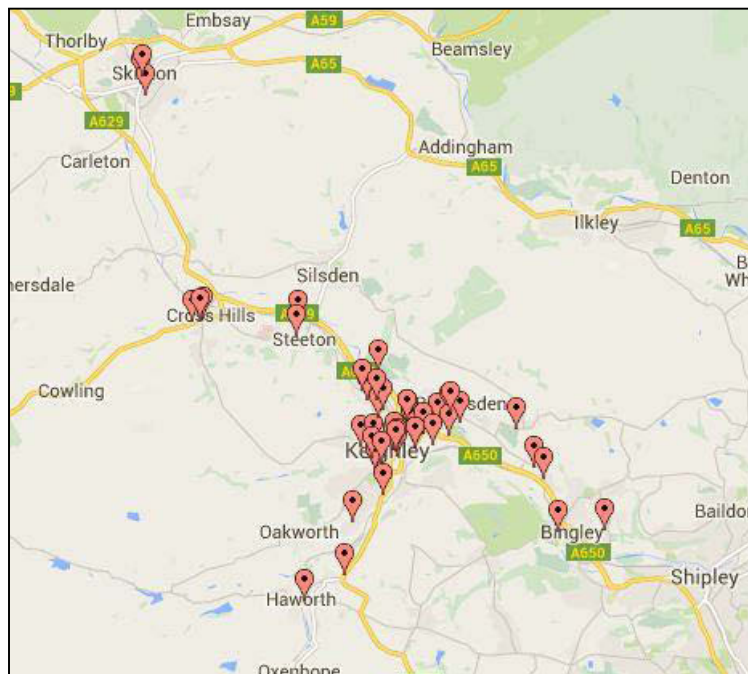 Embsay
A59
Thorlby
Beamsley
A65
A629
Addingham
Carleton
A65
Denton
Ilkley
A65
Silsden
Cross Hills
Steeton
Cowling
A650
Baildon
Oakworth
Bingley
A650
Shipley
Haworth
Oxenhope